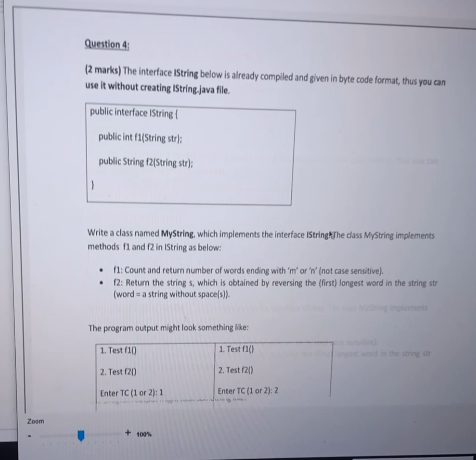 Question 4:
(2 marks) The interface IString below is already compiled and given in byte code format, thus you can
use it without creating IString.java file.
public interface IString {
public int f1(String str);
public String f2(String str);
}
Write a class named MyString, which implements the interface IString. The class MyString implements
methods f1 and f2 in IString as below:
• f1: Count and return number of words ending with 'm' or 'n' (not case sensitive).
• f2: Return the string s, which is obtained by reversing the (first) longest word in the string str
(word = a string without space(s)).
The program output might look something like:
1. Test f1() 1. Test f1()
2. Test f2() 2. Test f2()
Enter TC (1 or 2): 1 Enter TC (1 or 2): 2
Zoom
- + 100%